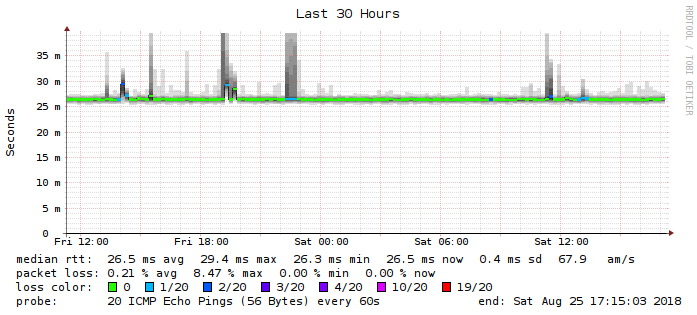 Last 30 Hours
RRDTOOL / TOBI OETIKER
Seconds
35 m
30 m
25 m
20 m
15 m
10 m
5 m
0
Fri 12:00 Fri 18:00 Sat 00:00 Sat 06:00 Sat 12:00
median rtt: 26.5 ms avg 29.4 ms max 26.3 ms min 26.5 ms now 0.4 ms sd 67.9 am/s
packet loss: 0.21 % avg 8.47 % max 0.00 % min 0.00 % now
loss color: 0 1/20 2/20 3/20 4/20 10/20 19/20
probe: 20 ICMP Echo Pings (56 Bytes) every 60s end: Sat Aug 25 17:15:03 2018